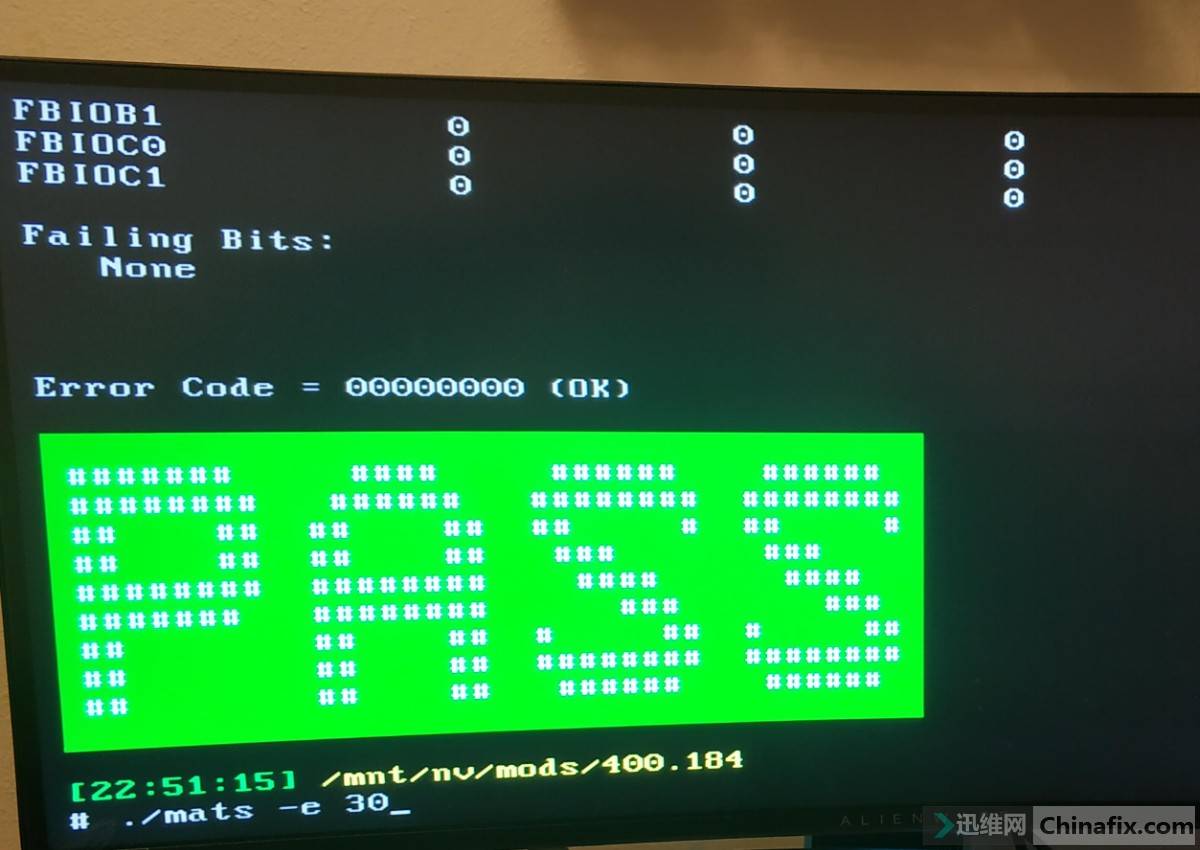 FBIOB1 0 0 0
FBIOC0 0 0 0
FBIOC1 0 0 0
Failing Bits:
None
Error Code = 00000000 (OK)
PASS
[22:51:15] /mnt/nv/mods/400.184
# ./mats -e 30_
ALIEN
迅维网 Chinafix.com